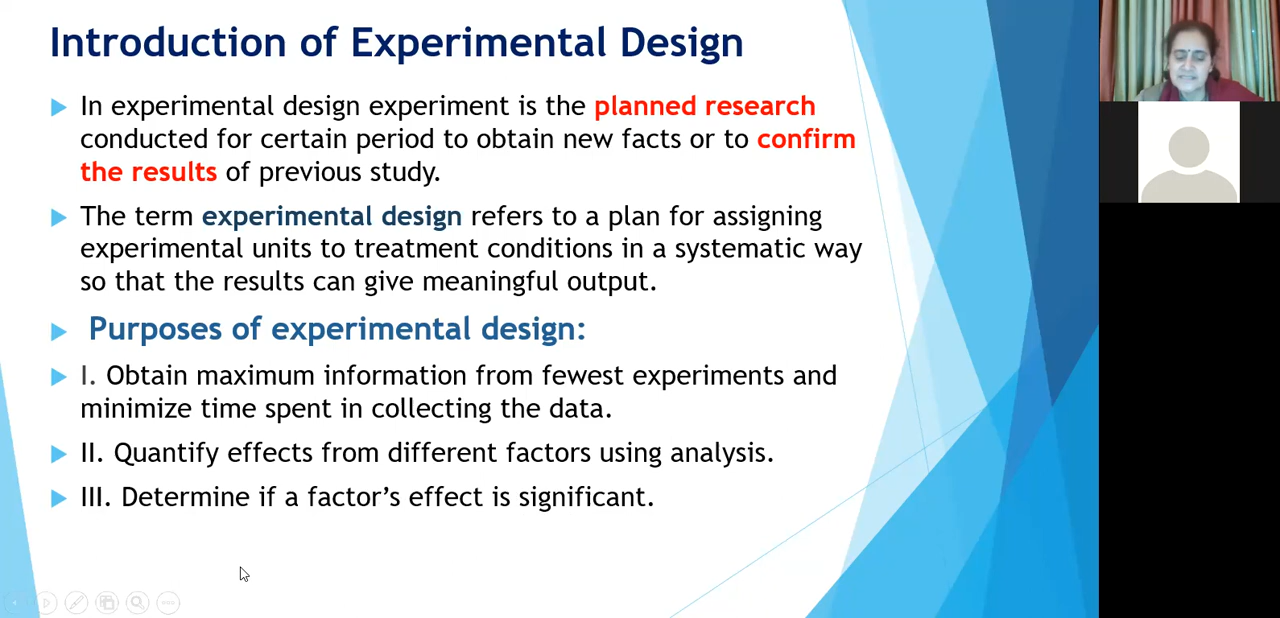 Introduction of Experimental Design
In experimental design experiment is the planned research
conducted for certain period to obtain new facts or to confirm
the results of previous study.
The term experimental design refers to a plan for assigning
experimental units to treatment conditions in a systematic way
so that the results can give meaningful output.
Purposes of experimental design:
I. Obtain maximum information from fewest experiments and
minimize time spent in collecting the data.
II. Quantify effects from different factors using analysis.
III. Determine if a factor’s effect is significant.